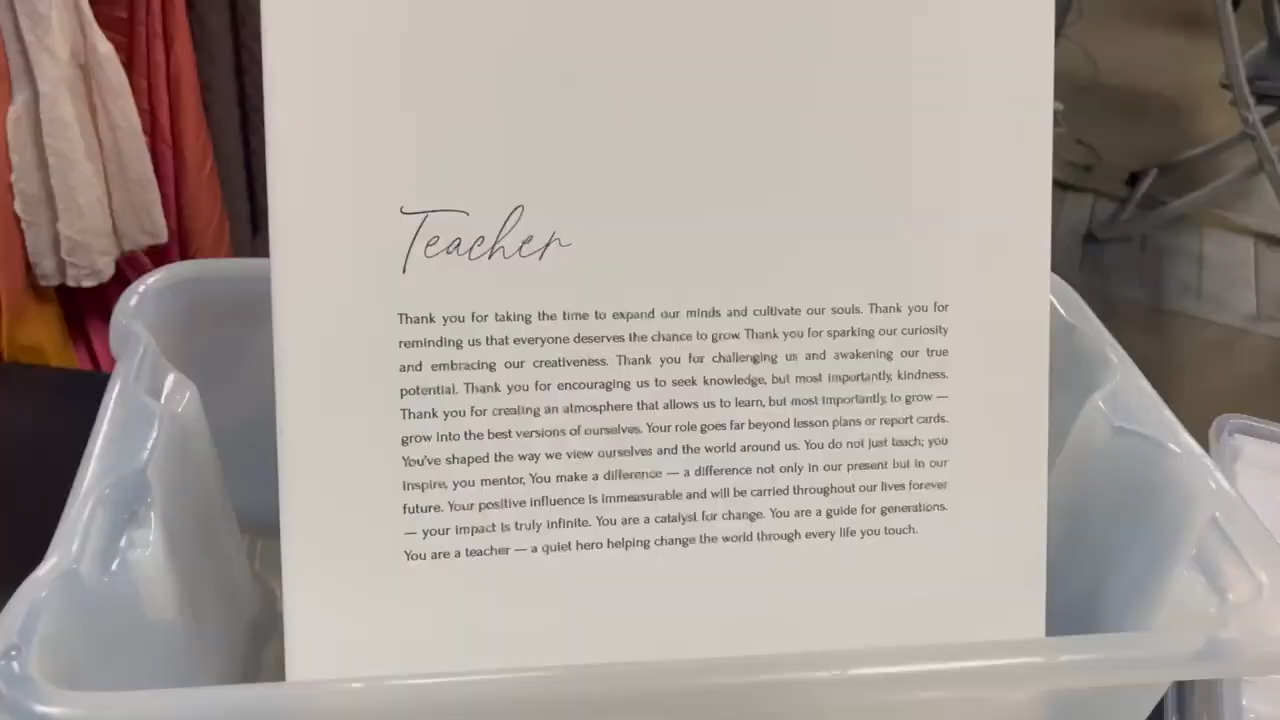 Teacher
Thank you for taking the time to expand our minds and cultivate our souls. Thank you for
reminding us that everyone deserves the chance to grow. Thank you for sparking our curiosity
and embracing our creativeness. Thank you for challenging us and awakening our true
potential. Thank you for encouraging us to seek knowledge, but most importantly, kindness.
Thank you for creating an atmosphere that allows us to learn, but most importantly, to grow —
grow into the best versions of ourselves. Your role goes far beyond lesson plans or report cards.
You've shaped the way we view ourselves and the world around us. You do not just teach; you
inspire, you mentor, You make a difference — a difference not only in our present but in our
future. Your positive influence is immeasurable and will be carried throughout our lives forever
— your impact is truly infinite. You are a catalyst for change. You are a guide for generations.
You are a teacher — a quiet hero helping change the world through every life you touch.